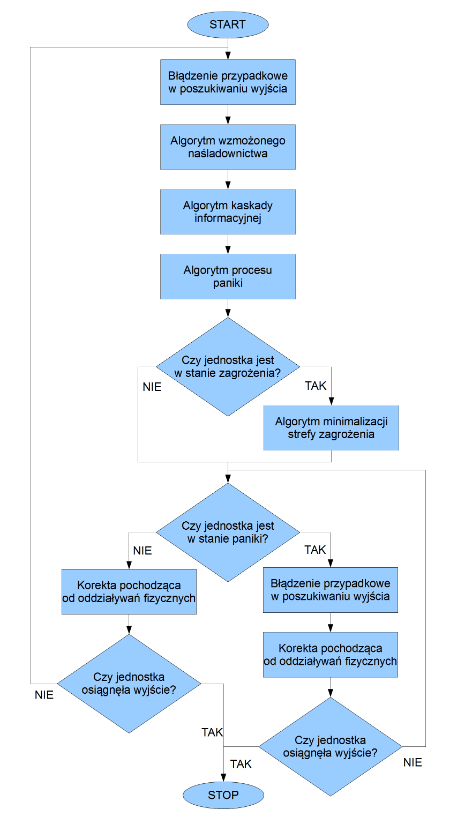 START
Błądzenie przypadkowe
w poszukiwaniu wyjścia
Algorytm wzmożonego
naśladownictwa
Algorytm kaskady
informacyjnej
Algorytm procesu
paniki
Czy jednostka jest
w stanie zagrożenia?
NIE
TAK
Algorytm minimalizacji
strefy zagrożenia
Czy jednostka jest
w stanie paniki?
NIE
TAK
Korekta pochodząca
od oddziaływań fizycznych
Błądzenie przypadkowe
w poszukiwaniu wyjścia
Korekta pochodząca
od oddziaływań fizycznych
Czy jednostka
osiągnęła wyjście?
NIE
TAK
Czy jednostka
osiągnęła wyjście?
TAK
NIE
STOP